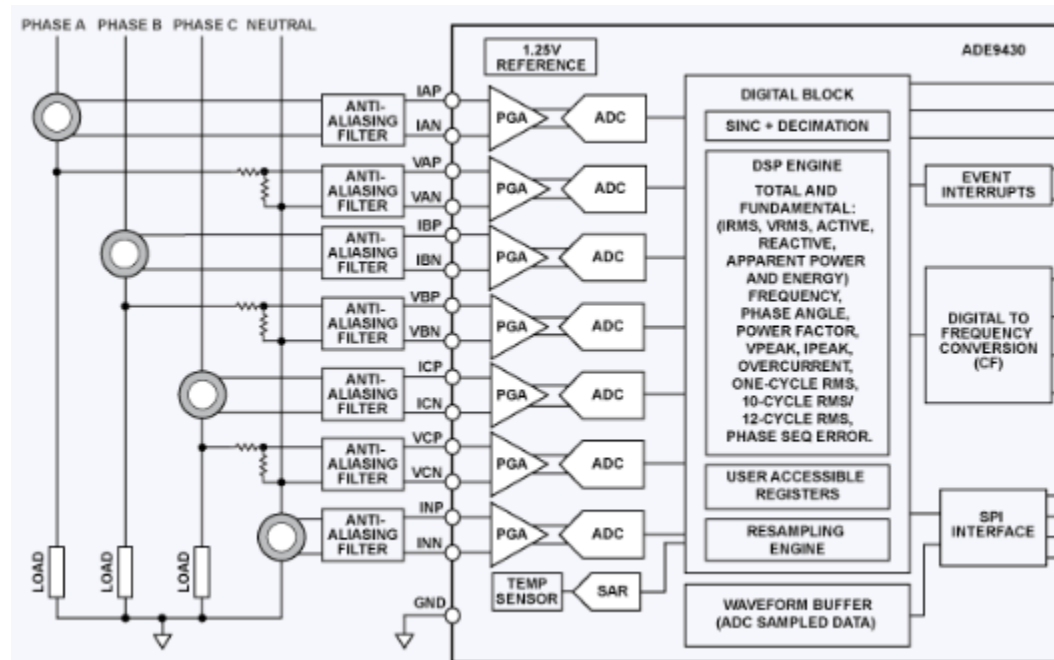 PHASE A PHASE B PHASE C NEUTRAL
1.25V
REFERENCE
ADE9430
ANTI-
ALIASING
FILTER
IAP
IAN
PGA
ADC
ANTI-
ALIASING
FILTER
VAP
VAN
PGA
ADC
ANTI-
ALIASING
FILTER
IBP
IBN
PGA
ADC
ANTI-
ALIASING
FILTER
VBP
VBN
PGA
ADC
ANTI-
ALIASING
FILTER
ICP
ICN
PGA
ADC
ANTI-
ALIASING
FILTER
VCP
VCN
PGA
ADC
ANTI-
ALIASING
FILTER
INP
INN
PGA
ADC
LOAD
LOAD
LOAD
GND
TEMP
SENSOR
SAR
DIGITAL BLOCK
SINC + DECIMATION
DSP ENGINE
TOTAL AND
FUNDAMENTAL:
(IRMS, VRMS, ACTIVE,
REACTIVE,
APPARENT POWER
AND ENERGY)
FREQUENCY,
PHASE ANGLE,
POWER FACTOR,
VPEAK, IPEAK,
OVERCURRENT,
ONE-CYCLE RMS,
10-CYCLE RMS/
12-CYCLE RMS,
PHASE SEQ ERROR.
USER ACCESSIBLE
REGISTERS
RESAMPLING
ENGINE
WAVEFORM BUFFER
(ADC SAMPLED DATA)
EVENT
INTERRUPTS
DIGITAL TO
FREQUENCY
CONVERSION
(CF)
SPI
INTERFACE